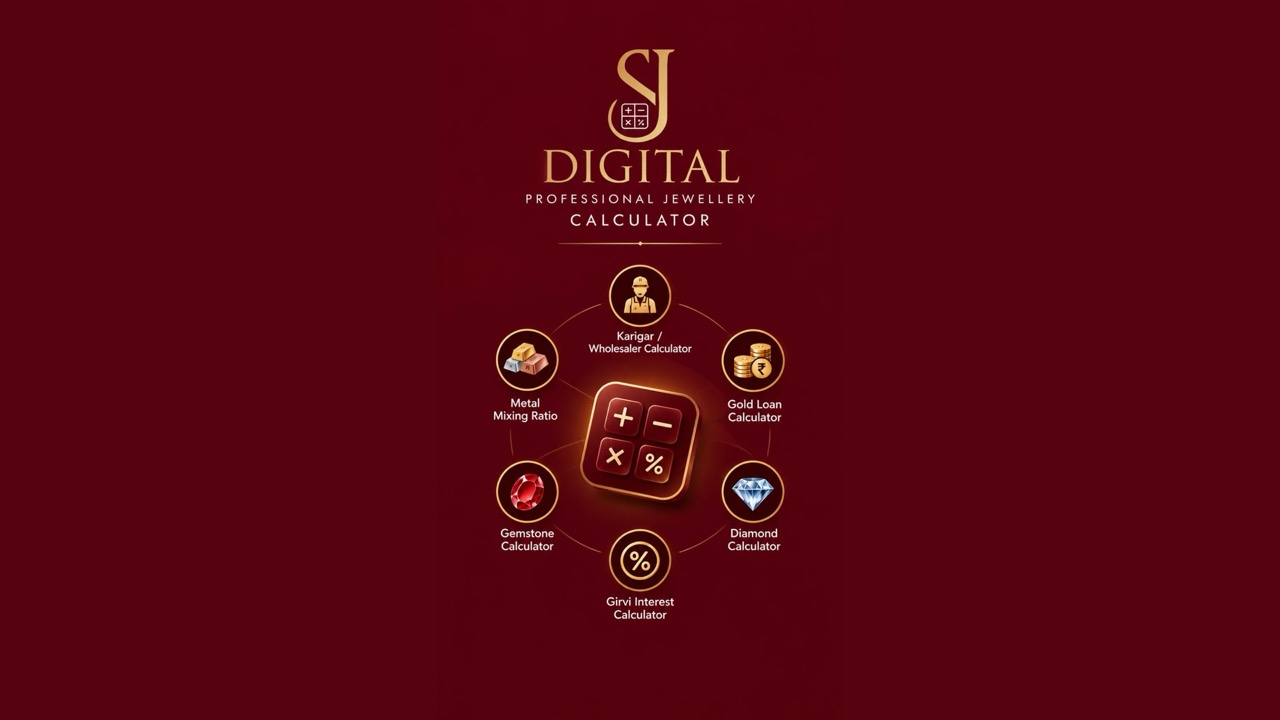 SJ
DIGITAL
PROFESSIONAL JEWELLERY
CALCULATOR
Karigar /
Wholesaler Calculator
Metal
Mixing Ratio
Gold Loan
Calculator
Gemstone
Calculator
Diamond
Calculator
Girvi Interest
Calculator